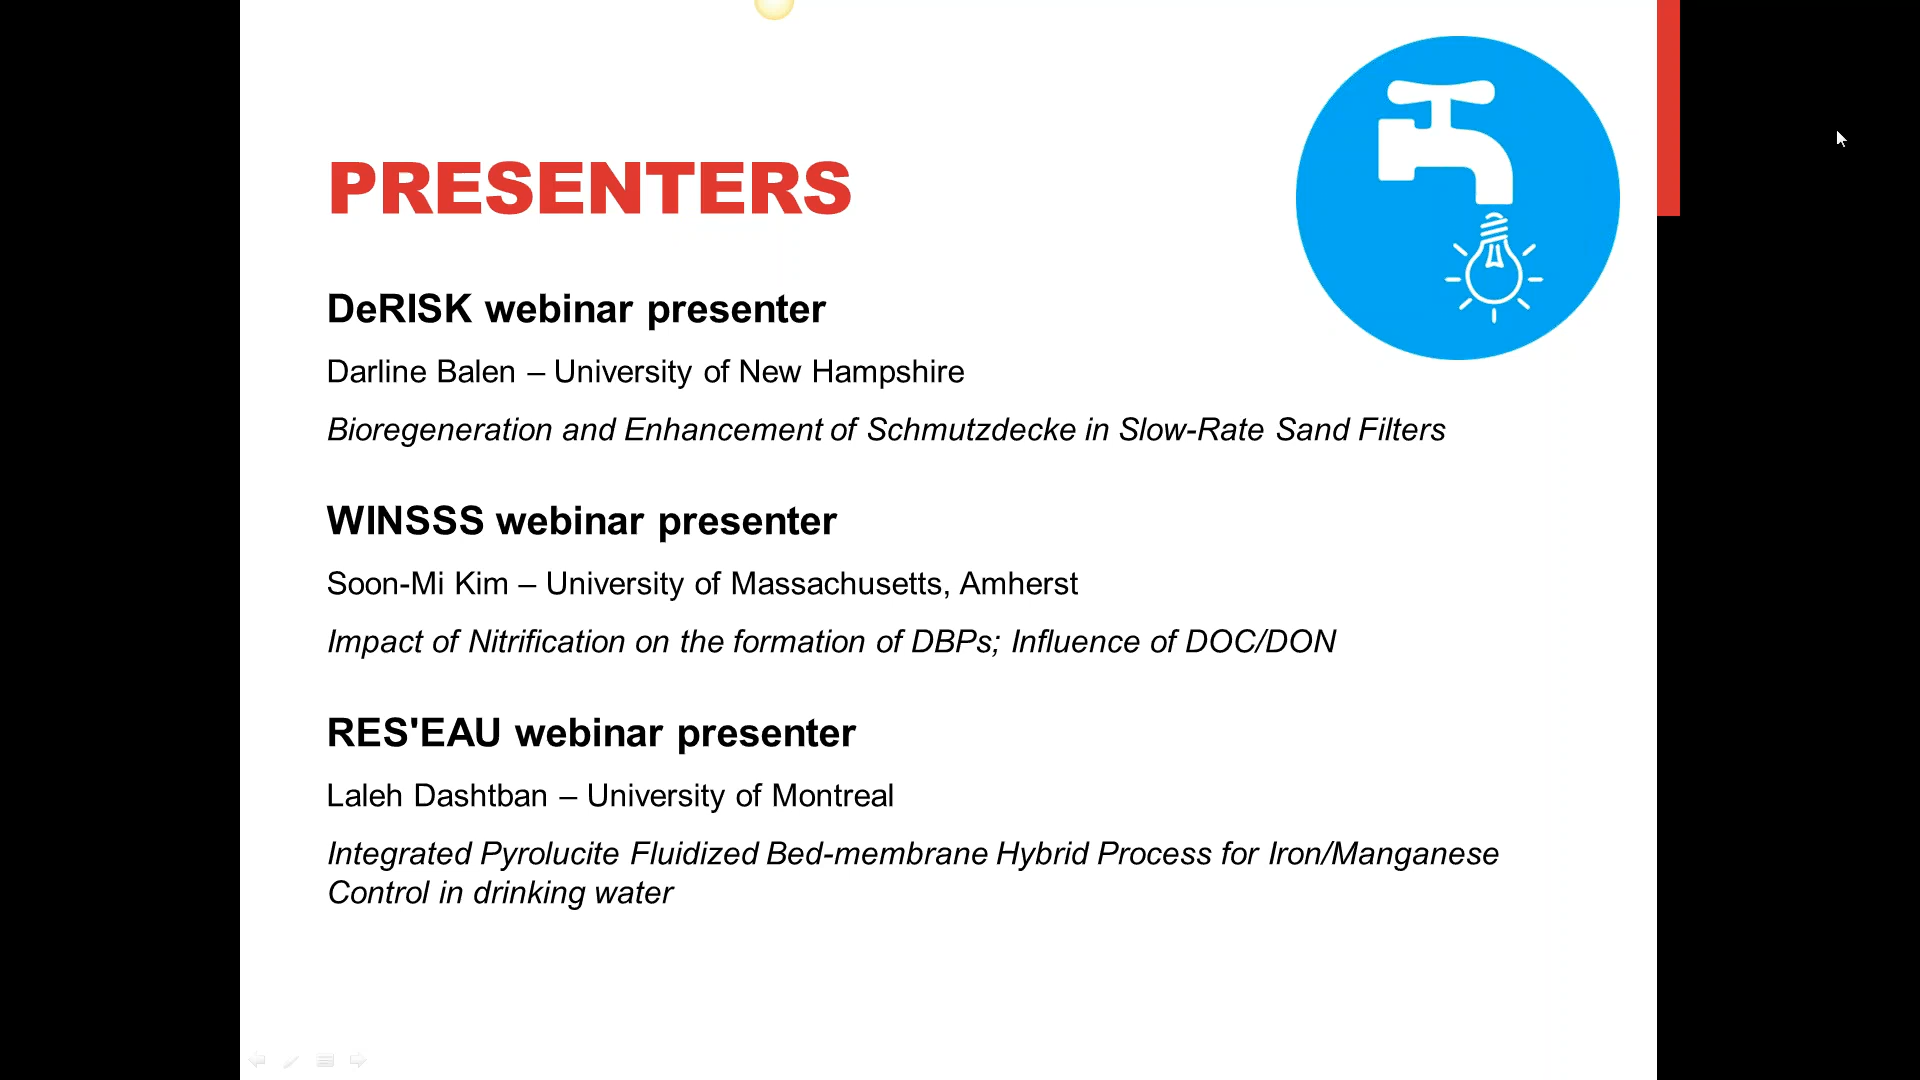 PRESENTERS
DeRISK webinar presenter
Darline Balen – University of New Hampshire
Bioregeneration and Enhancement of Schmutzdecke in Slow-Rate Sand Filters
WINSSS webinar presenter
Soon-Mi Kim – University of Massachusetts, Amherst
Impact of Nitrification on the formation of DBPs; Influence of DOC/DON
RES'EAU webinar presenter
Laleh Dashtban – University of Montreal
Integrated Pyrolucite Fluidized Bed-membrane Hybrid Process for Iron/Manganese
Control in drinking water